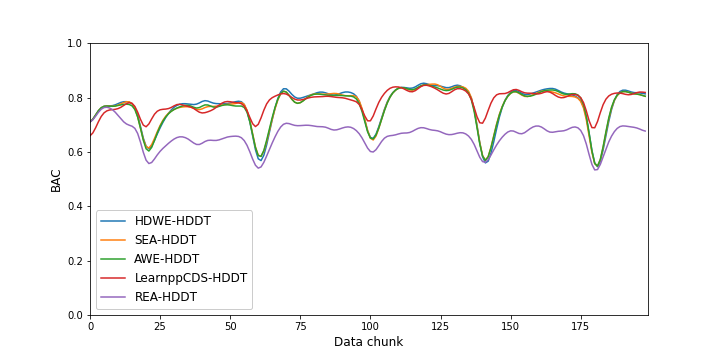 1.0
0.8
0.6
0.4
0.2
0.0
BAC
HDWE-HDDT
SEA-HDDT
AWE-HDDT
LearnppCDS-HDDT
REA-HDDT
0 25 50 75 100 125 150 175
Data chunk